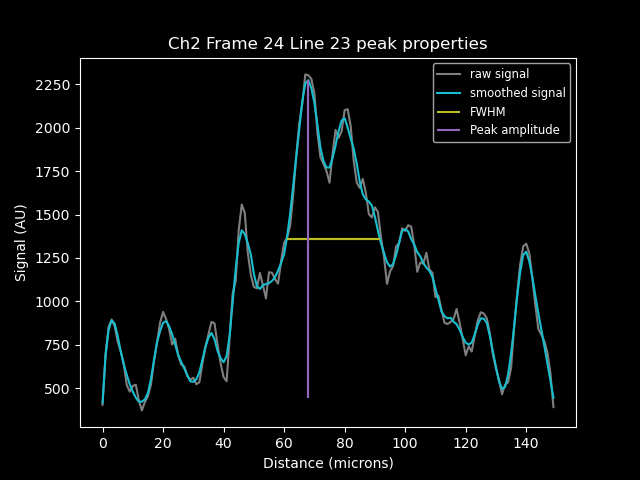 Ch2 Frame 24 Line 23 peak properties
raw signal
smoothed signal
FWHM
Peak amplitude
Signal (AU)
2250
2000
1750
1500
1250
1000
750
500
0 20 40 60 80 100 120 140
Distance (microns)